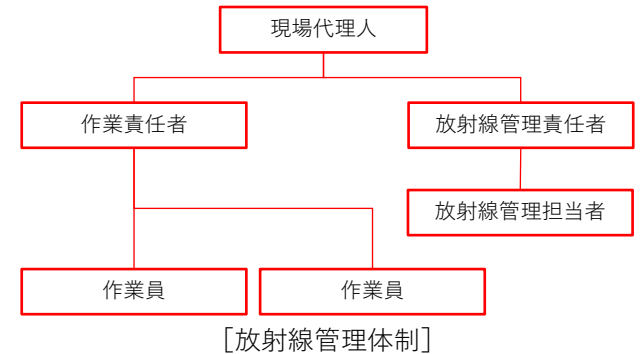 現場代理人
作業責任者
放射線管理責任者
放射線管理担当者
作業員
作業員
[放射線管理体制]